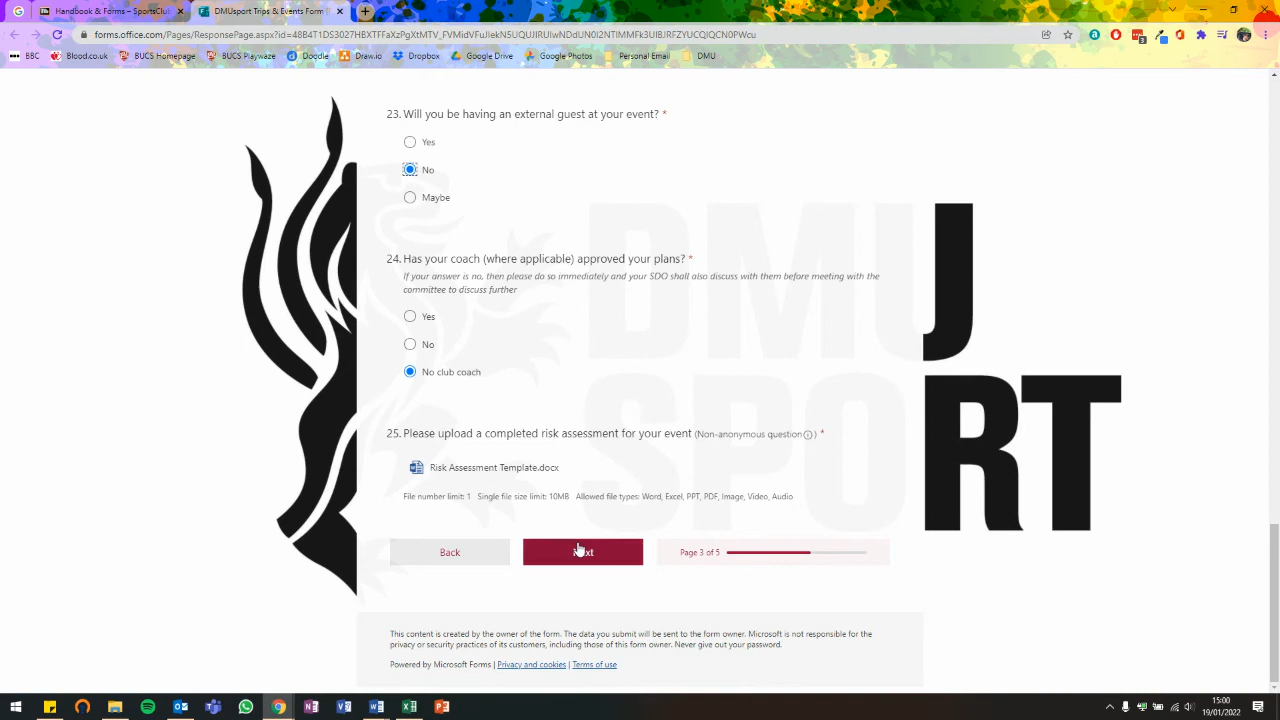 Handbook & Forms – SportsClubs
DMUsport Trips & Events - Forms
forms.office.com/Pages/ResponsePage.aspx?id=
BBC
Blood.co.uk
BUCS Homepage
BUCS Playwaze
Doodle
Draw.io
Dropbox
Google Drive
Google Photos
Personal Email
DMU
23. Will you be having an external guest at your event? *
Yes
No
Maybe
24. Has your coach (where applicable) approved your plans? *
If your answer is no, then please do so immediately and your SDO shall also discuss with them before meeting with the
committee to discuss further
Yes
No
No club coach
25. Please upload a completed risk assessment for your event (Non-anonymous question ) *
Risk Assessment Template.docx
File number limit: 1 Single file size limit: 10MB Allowed file types: Word, Excel, PPT, PDF, Image, Video, Audio
Back
Next
Page 3 of 5
This content is created by the owner of the form. The data you submit will be sent to the form owner. Microsoft is not responsible for the
privacy or security practices of its customers, including those of this form owner. Never give out your password.
Powered by Microsoft Forms | Privacy and cookies | Terms of use
DMU
SPORT
15:00
19/01/2022